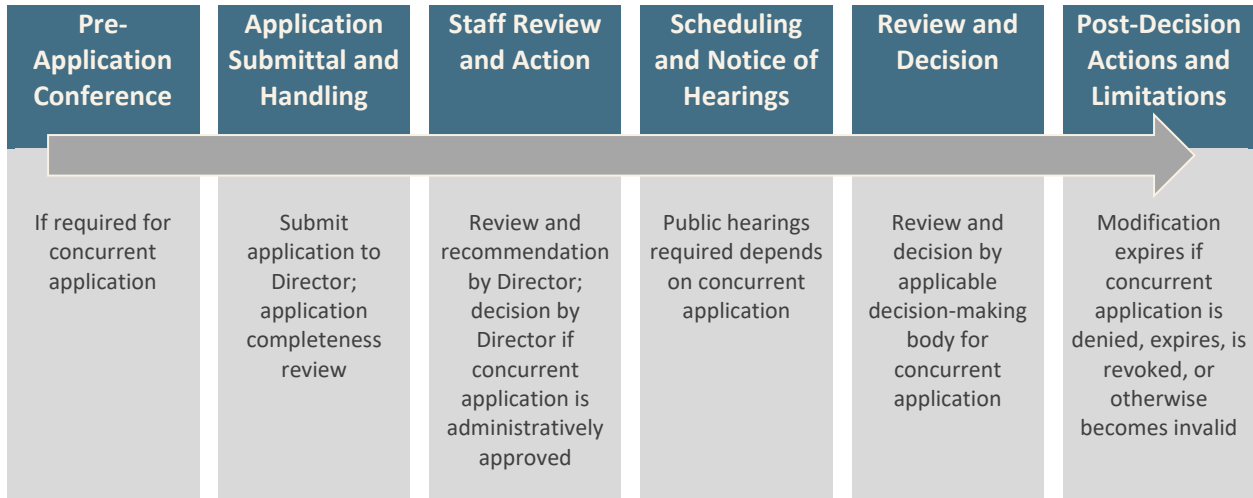 Pre-
Application
Conference
If required for
concurrent
application
Application
Submittal and
Handling
Submit
application to
Director;
application
completeness
review
Staff Review
and Action
Review and
recommendation
by Director;
decision by
Director if
concurrent
application is
administratively
approved
Scheduling
and Notice of
Hearings
Public hearings
required depends
on concurrent
application
Review and
Decision
Review and
decision by
applicable
decision-making
body for
concurrent
application
Post-Decision
Actions and
Limitations
Modification
expires if
concurrent
application is
denied, expires, is
revoked, or
otherwise
becomes invalid